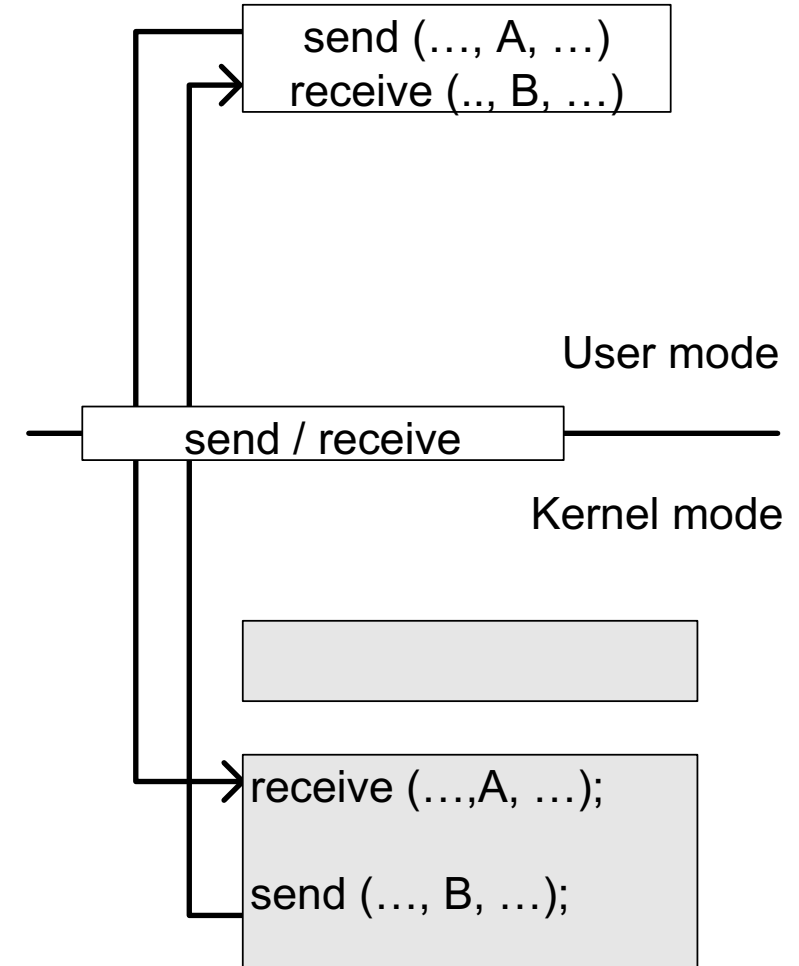 send (…, A, …)
receive (.., B, …)
User mode
send / receive
Kernel mode
receive (…,A, …);
send (…, B, …);